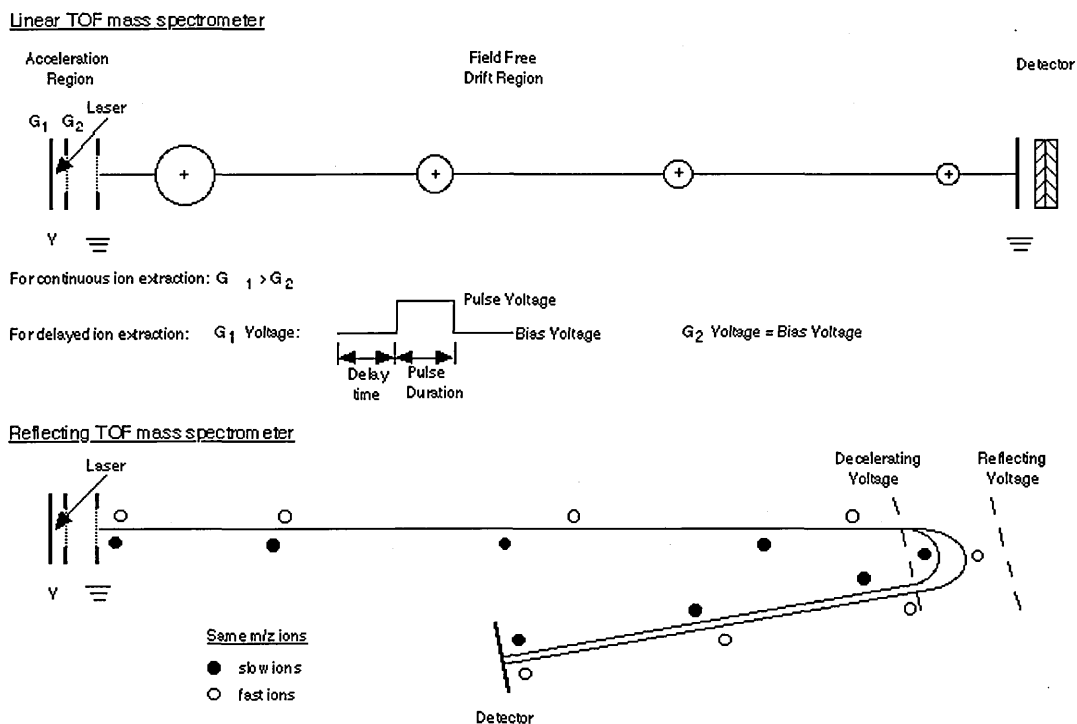 Linear TOF mass spectrometer
Acceleration
Region
Field Free
Drift Region
Detector
Laser
G1 G2
+ + + +
Y
For continuous ion extraction: G 1 > G2
Pulse Voltage
For delayed ion extraction: G1 Voltage: Bias Voltage G2 Voltage = Bias Voltage
Delay
time
Pulse
Duration
Reflecting TOF mass spectrometer
Laser
Decelerating
Voltage
Reflecting
Voltage
Y
Same m/z ions
slow ions
fast ions
Detector